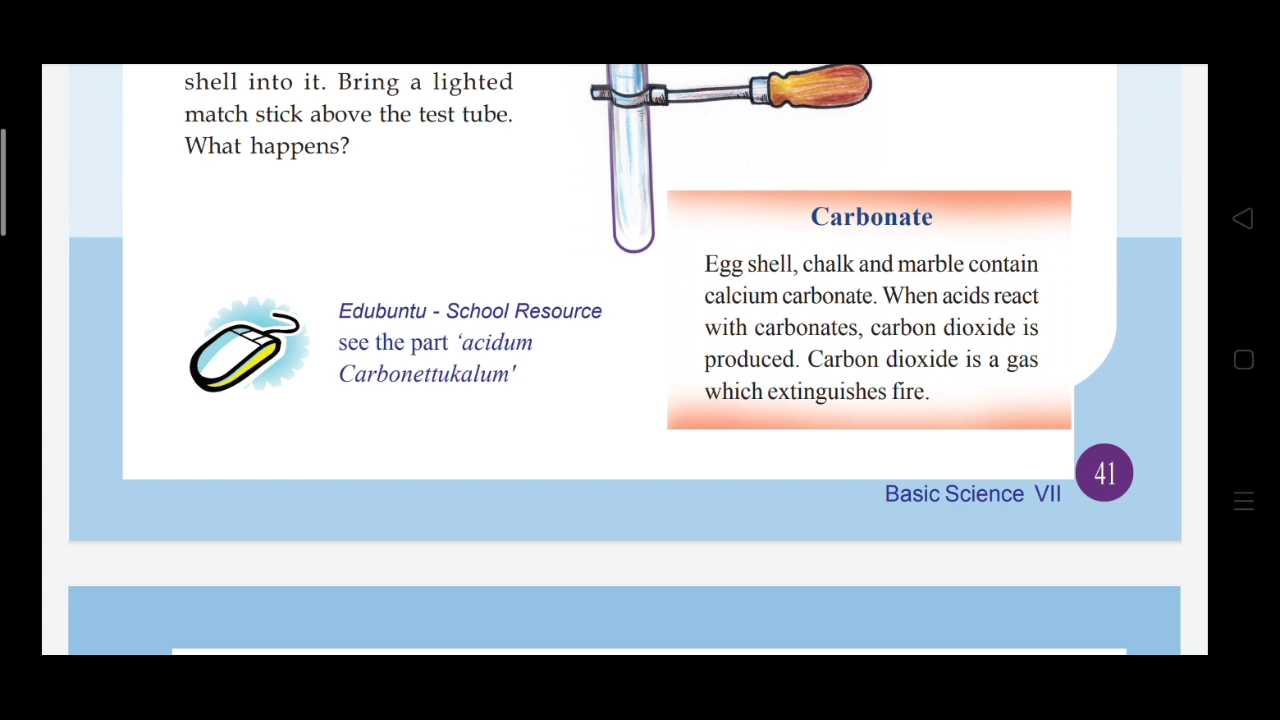 shell into it. Bring a lighted
match stick above the test tube.
What happens?
Carbonate
Egg shell, chalk and marble contain
calcium carbonate. When acids react
with carbonates, carbon dioxide is
produced. Carbon dioxide is a gas
which extinguishes fire.
Edubuntu - School Resource
see the part ‘acidum
Carbonettukalum'
41
Basic Science VII